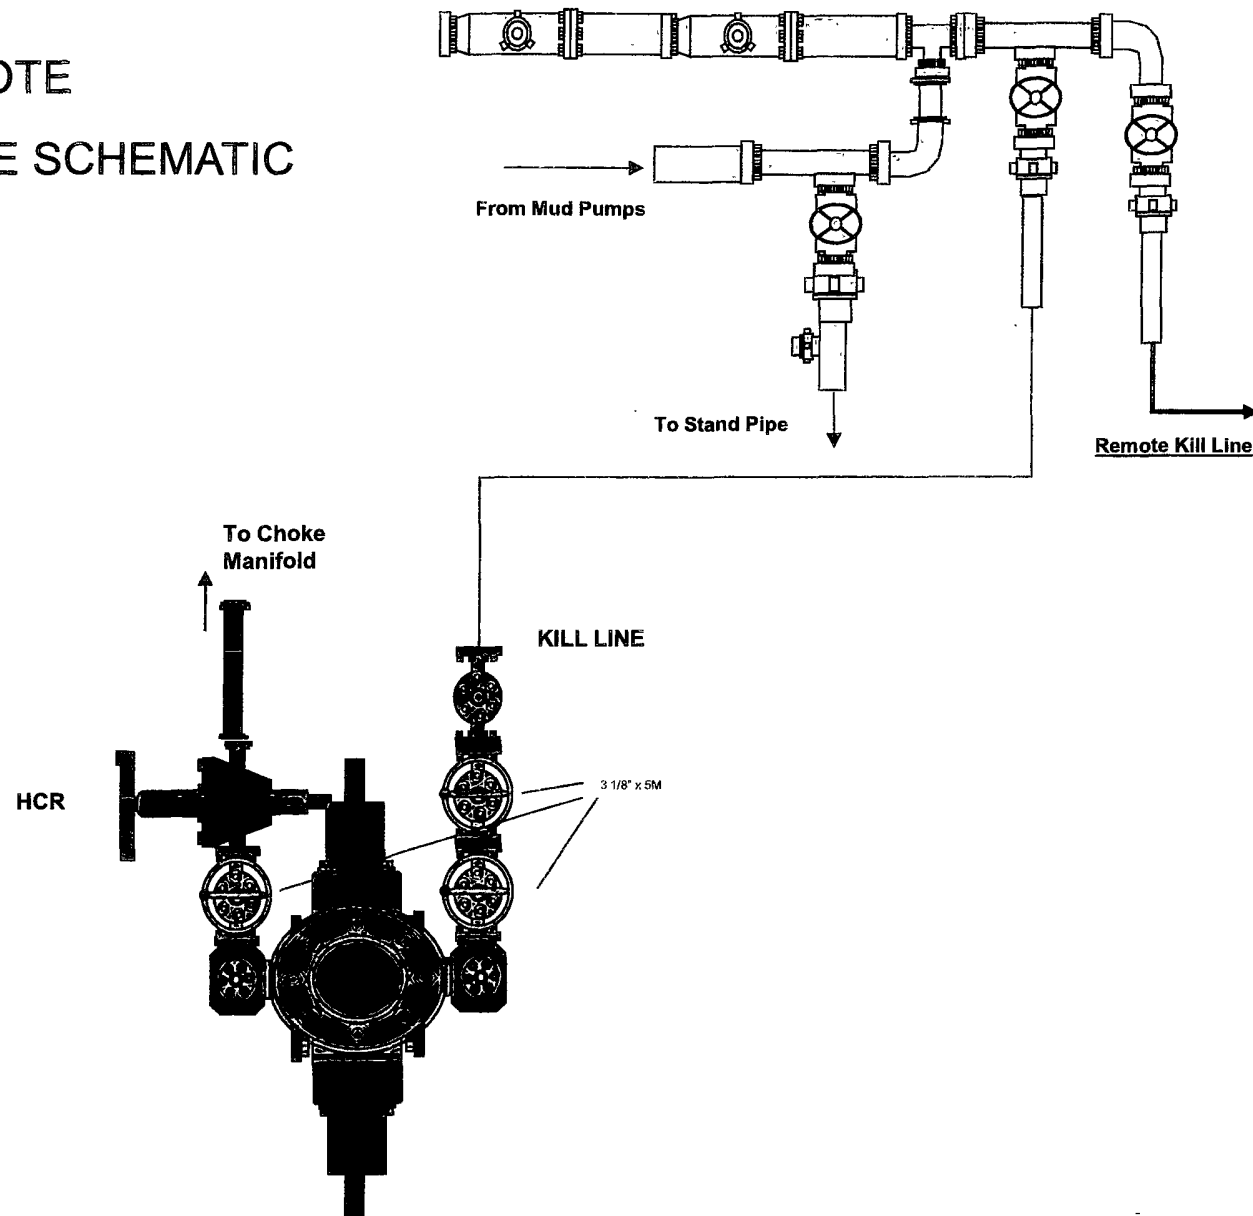 OTE
E SCHEMATIC
From Mud Pumps
To Stand Pipe
Remote Kill Line
To Choke
Manifold
KILL LINE
3 1/8" x 5M
HCR